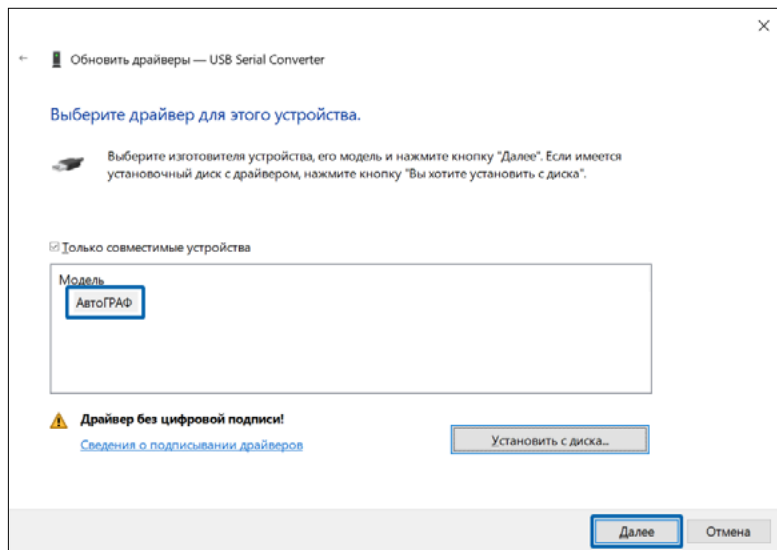 Обновить драйверы — USB Serial Converter
Выберите драйвер для этого устройства.
Выберите изготовителя устройства, его модель и нажмите кнопку "Далее". Если имеется
установочный диск с драйвером, нажмите кнопку "Вы хотите установить с диска".
Только совместимые устройства
Модель
АвтоГРАФ
Драйвер без цифровой подписи!
Сведения о подписывании драйверов
Установить с диска...
Далее
Отмена